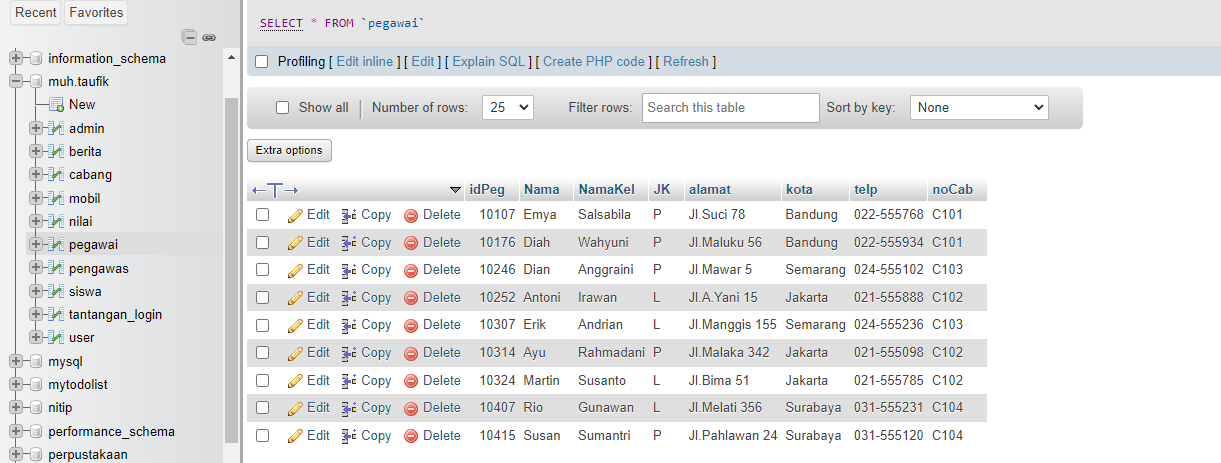 Recent Favorites
information_schema
muh.taufik
New
admin
berita
cabang
mobil
nilai
pegawai
pengawas
siswa
tantangan_login
user
mysql
mytodolist
nitip
performance_schema
perpustakaan
SELECT * FROM `pegawai`
Profiling [ Edit inline ] [ Edit ] [ Explain SQL ] [ Create PHP code ] [ Refresh ]
Show all Number of rows: 25 Filter rows: Search this table Sort by key: None
Extra options
←T→ idPeg Nama NamaKel JK alamat kota telp noCab
Edit Copy Delete 10107 Emya Salsabila P Jl.Suci 78 Bandung 022-555768 C101
Edit Copy Delete 10176 Diah Wahyuni P Jl.Maluku 56 Bandung 022-555934 C101
Edit Copy Delete 10246 Dian Anggraini P Jl.Mawar 5 Semarang 024-555102 C103
Edit Copy Delete 10252 Antoni Irawan L Jl.A.Yani 15 Jakarta 021-555888 C102
Edit Copy Delete 10307 Erik Andrian L Jl.Manggis 155 Semarang 024-555236 C103
Edit Copy Delete 10314 Ayu Rahmadani P Jl.Malaka 342 Jakarta 021-555098 C102
Edit Copy Delete 10324 Martin Susanto L Jl.Bima 51 Jakarta 021-555785 C102
Edit Copy Delete 10407 Rio Gunawan L Jl.Melati 356 Surabaya 031-555231 C104
Edit Copy Delete 10415 Susan Sumantri P Jl.Pahlawan 24 Surabaya 031-555120 C104